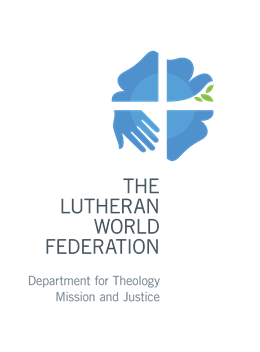 THE
LUTHERAN
WORLD
FEDERATION
Department for Theology
Mission and Justice